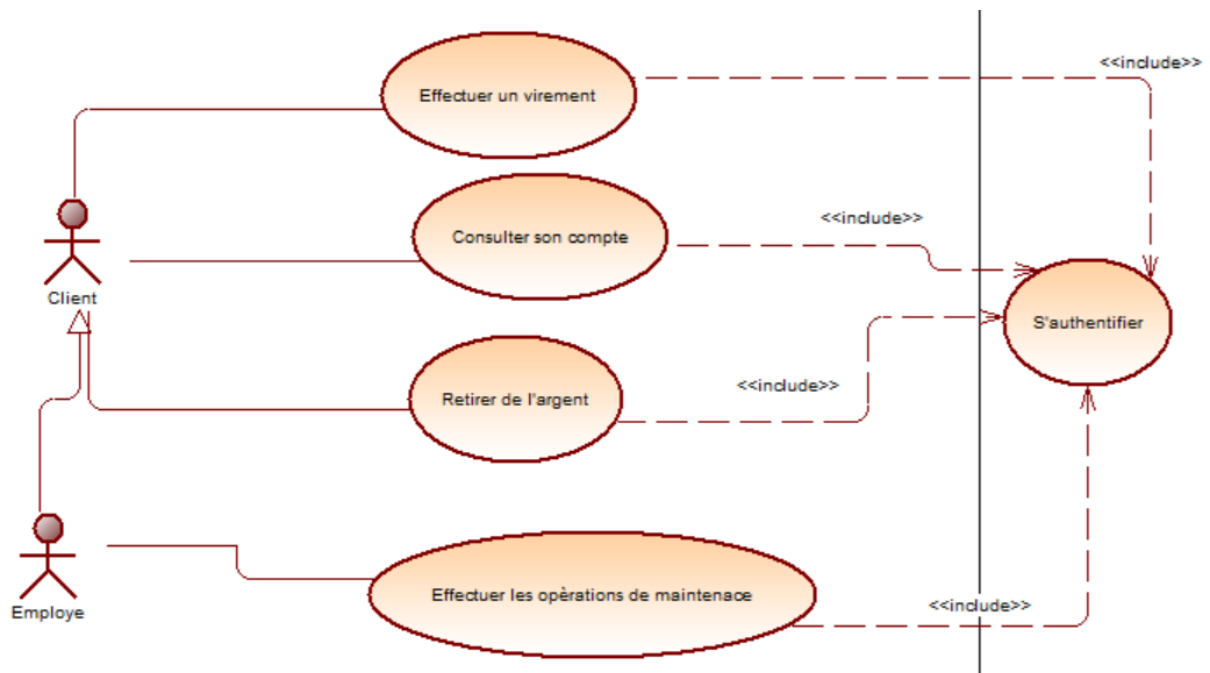 <<include>>
Effectuer un virement
<<include>>
Consulter son compte
Client
S'authentifier
<<include>>
Retirer de l'argent
Effectuer les opèrations de maintenace
<<include>>
Employe